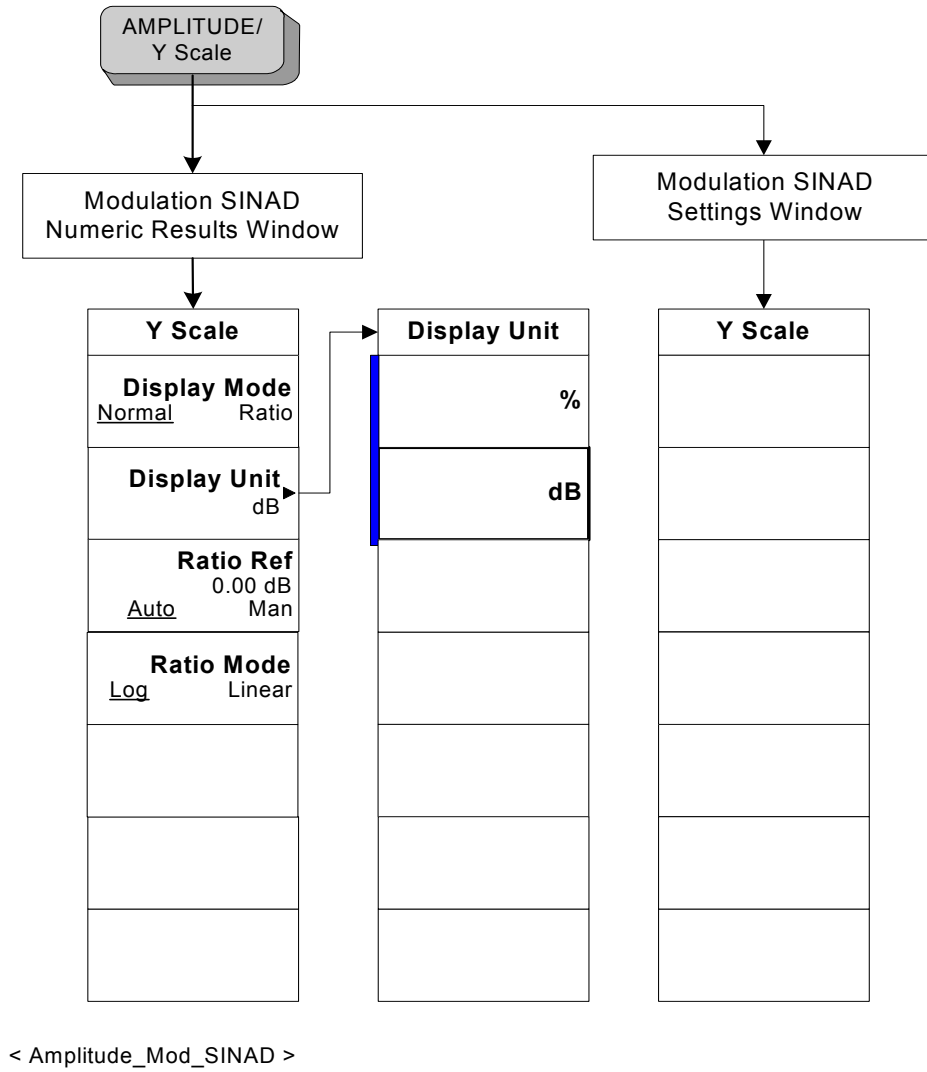 AMPLITUDE/
Y Scale
Modulation SINAD
Numeric Results Window
Modulation SINAD
Settings Window
Y Scale
Display Mode
Normal Ratio
Display Unit
dB
Ratio Ref
0.00 dB
Auto Man
Ratio Mode
Log Linear
Display Unit
%
dB
Y Scale
< Amplitude_Mod_SINAD >